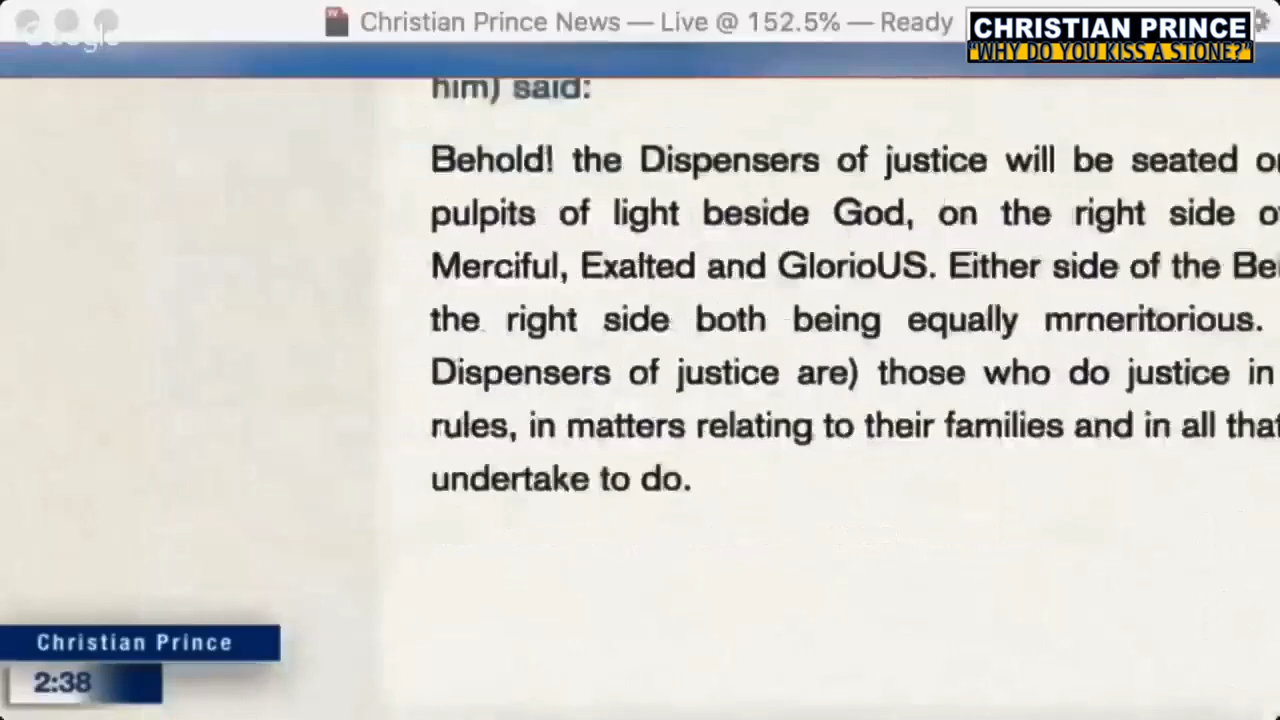 Christian Prince News — Live @ 152.5% — Ready
Google
CHRISTIAN PRINCE
"WHY DO YOU KISS A STONE?"
him) said:
Behold! the Dispensers of justice will be seated
pulpits of light beside God, on the right side
Merciful, Exalted and GlorioUS. Either side of the
the right side both being equally mrneritorious.
Dispensers of justice are) those who do justice in
rules, in matters relating to their families and in all
undertake to do.
Christian Prince
2:38